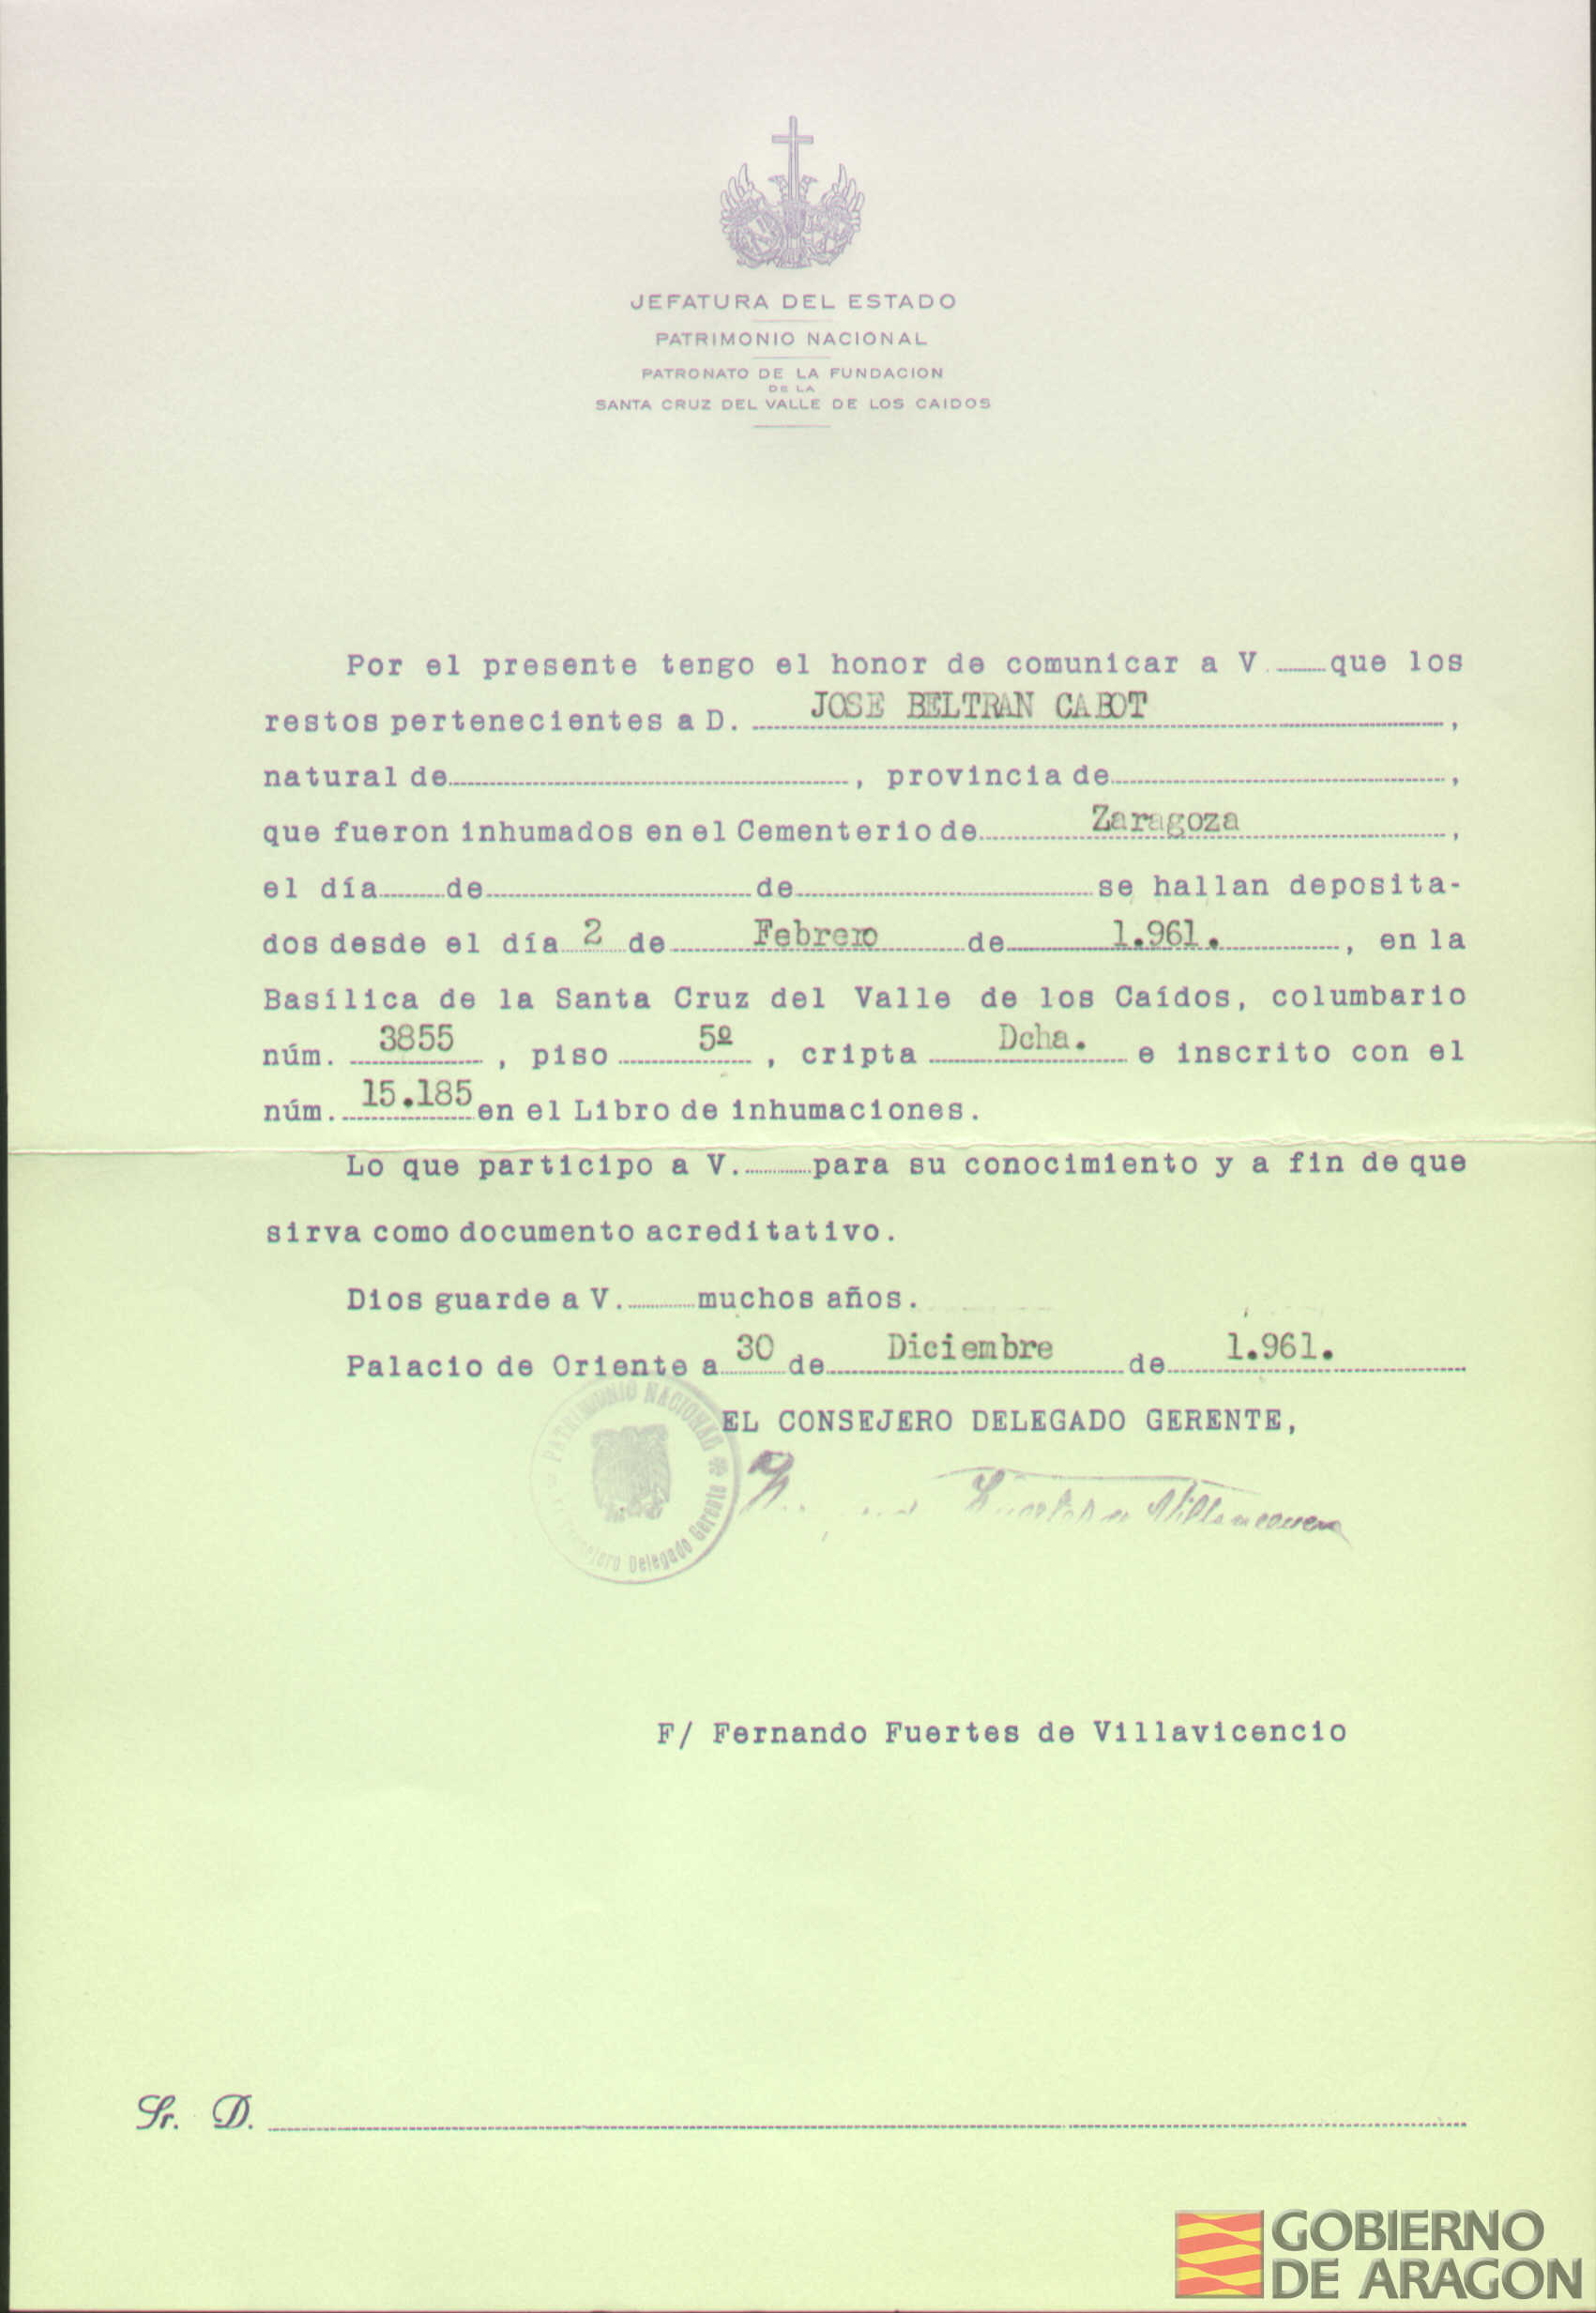 JEFATURA DEL ESTADO
PATRIMONIO NACIONAL
PATRONATO DE LA FUNDACION
DE LA
SANTA CRUZ DEL VALLE DE LOS CAIDOS
Por el presente tengo el honor de comunicar a V. que los
restos pertenecientes a D. JOSE BELTRAN CABOT,
natural de, provincia de,
que fueron inhumados en el Cementerio de Zaragoza,
el día de de se hallan deposita-
dos desde el día 2 de Febrero de 1.961., en la
Basílica de la Santa Cruz del Valle de los Caídos, columbario
núm. 3855, piso 5º, cripta Dcha. e inscrito con el
núm. 15.185 en el Libro de inhumaciones.
Lo que participo a V. para su conocimiento y a fin de que
sirva como documento acreditativo.
Dios guarde a V. muchos años.
Palacio de Oriente a 30 de Diciembre de 1.961.
EL CONSEJERO DELEGADO GERENTE,
PATRIMONIO NACIONAL
Consejero Delegado Gerente
F/ Fernando Fuertes de Villavicencio
Sr. D.
GOBIERNO
DE ARAGON